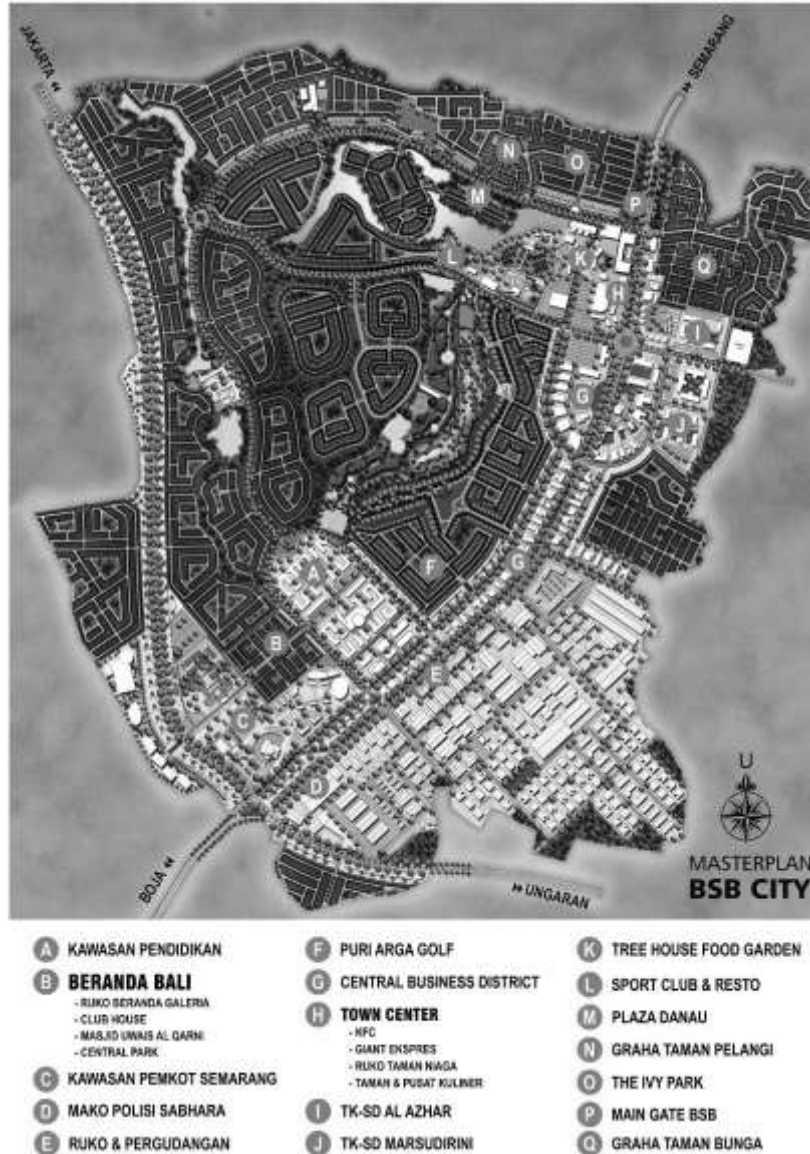 JAKARTA <<
>> SEMARANG
N
O
M
P
L
K
Q
H
I
G
J
A
F
G
B
E
C
D
U
MASTERPLAN
BSB CITY
BOJA <<
>> UNGARAN
A KAWASAN PENDIDIKAN
B BERANDA BALI
- RUKO BERANDA GALERIA
- CLUB HOUSE
- MASJID UWAIS AL QARNI
- CENTRAL PARK
C KAWASAN PEMKOT SEMARANG
D MAKO POLISI SABHARA
E RUKO & PERGUDANGAN
F PURI ARGA GOLF
G CENTRAL BUSINESS DISTRICT
H TOWN CENTER
- KFC
- GIANT EKSPRES
- RUKO TAMAN NIAGA
- TAMAN & PUSAT KULINER
I TK-SD AL AZHAR
J TK-SD MARSUDIRINI
K TREE HOUSE FOOD GARDEN
L SPORT CLUB & RESTO
M PLAZA DANAU
N GRAHA TAMAN PELANGI
O THE IVY PARK
P MAIN GATE BSB
Q GRAHA TAMAN BUNGA